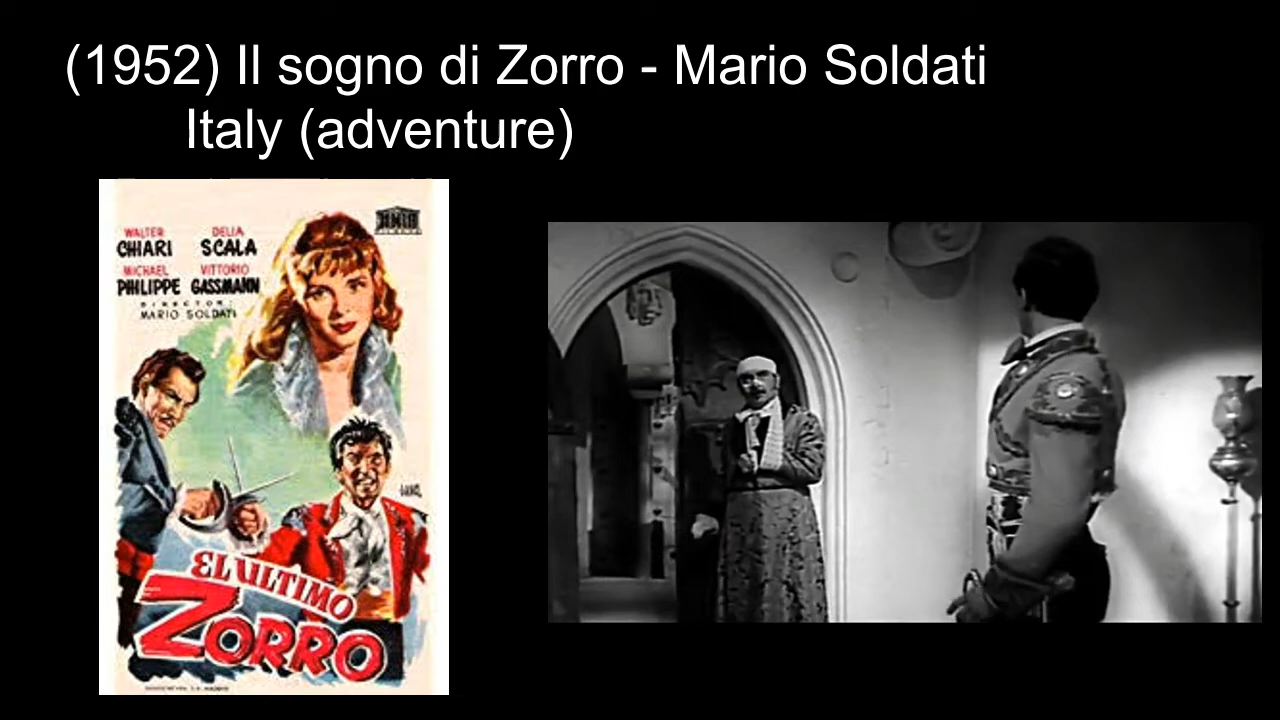 (1952) Il sogno di Zorro - Mario Soldati
Italy (adventure)
WALTER
CHIARI
DELIA
SCALA
MICHAEL
PHILIPPE
VITTORIO
GASSMANN
DIRECTOR:
MARIO SOLDATI
EL ULTIMO
ZORRO